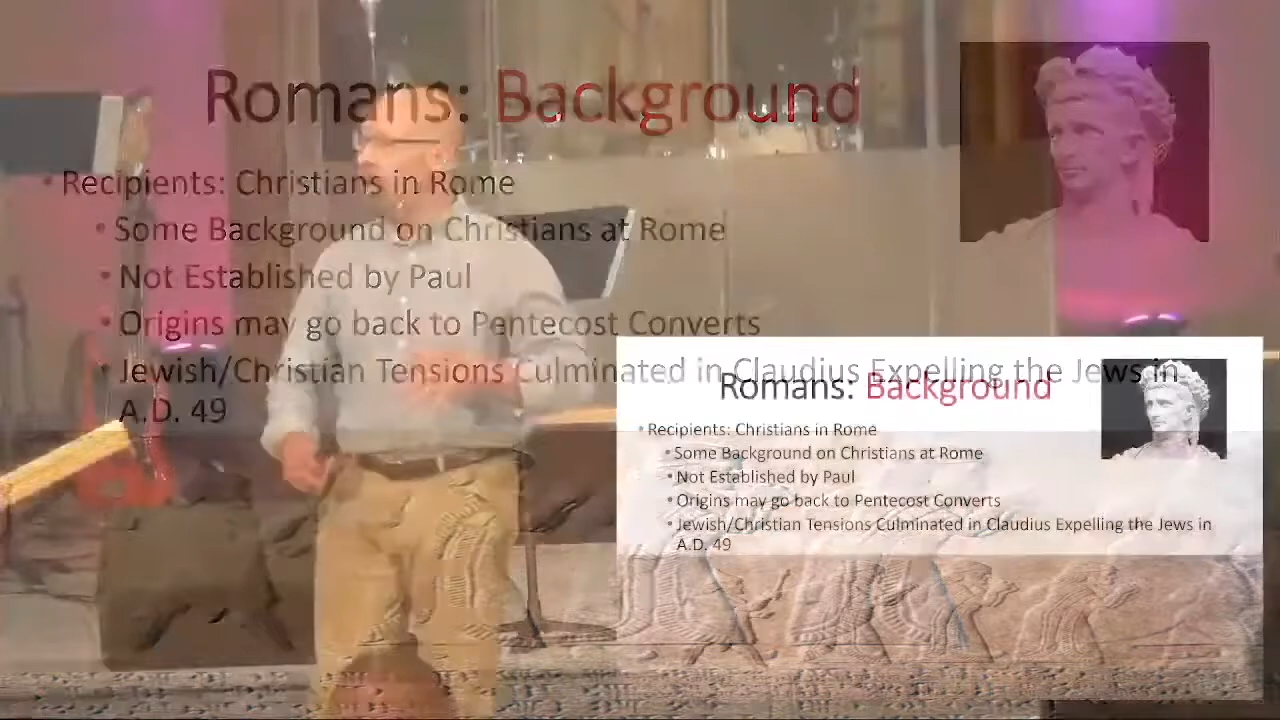 Romans: Background
• Recipients: Christians in Rome
• Some Background on Christians at Rome
• Not Established by Paul
• Origins may go back to Pentecost Converts
• Jewish/Christian Tensions Culminated in Claudius Expelling the Jews in
A.D. 49
Romans: Background
• Recipients: Christians in Rome
• Some Background on Christians at Rome
• Not Established by Paul
• Origins may go back to Pentecost Converts
• Jewish/Christian Tensions Culminated in Claudius Expelling the Jews in
A.D. 49